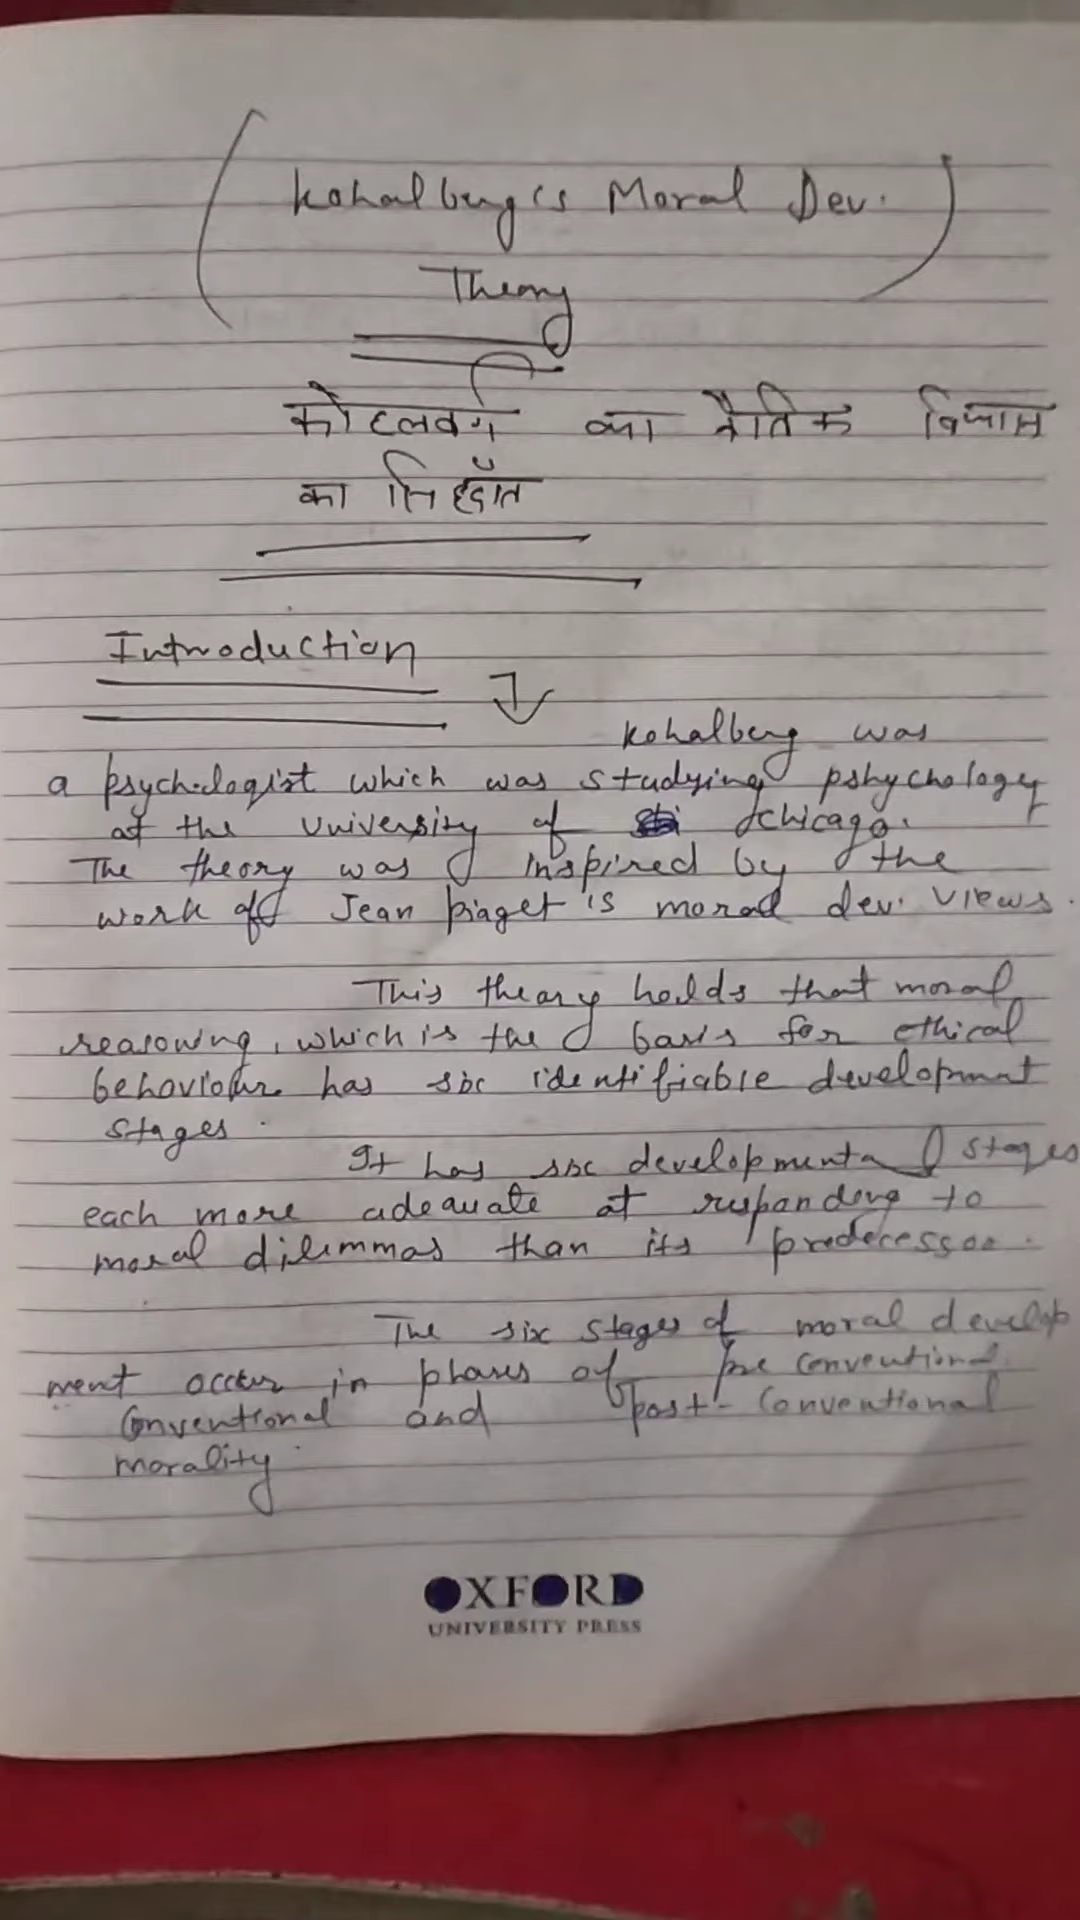 (Kohalberg's Moral Dev.
Theory)
कोहलवर्ग का नैतिक विकास
का सिद्धाँत
Introduction
Kohalberg was
a psychologist which was studying pshychology
at the University of Chicago.
The theory was inspired by the
work of Jean piaget's moral dev. views.
This theory holds that moral
reasoning, which is the basis for ethical
behaviour has six identifiable development
stages.
It has six developmental stages
each more adequate at responding to
moral dilemmas than its predecessor.
The six stages of moral develop
ment occur in phases of pre conventional
Conventional and post-conventional
morality.
OXFORD
UNIVERSITY PRESS